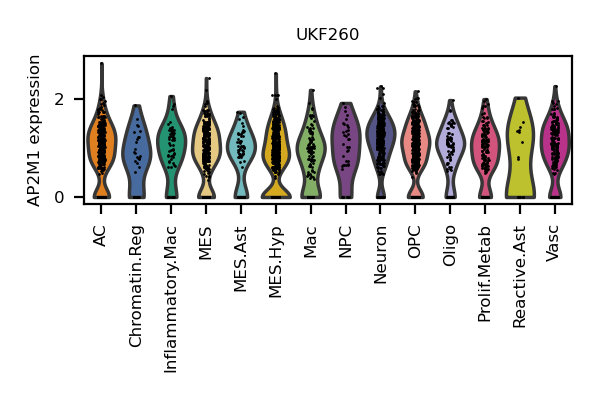 UKF260
AP2M1 expression
2
0
AC
Chromatin.Reg
Inflammatory.Mac
MES
MES.Ast
MES.Hyp
Mac
NPC
Neuron
OPC
Oligo
Prolif.Metab
Reactive.Ast
Vasc